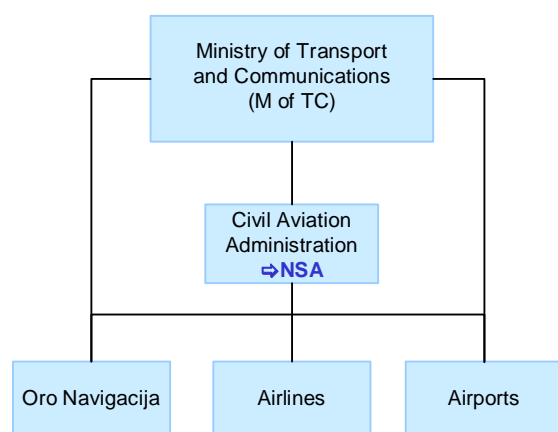 Ministry of Transport
and Communications
(M of TC)
Civil Aviation
Administration
⇨NSA
Oro Navigacija
Airlines
Airports